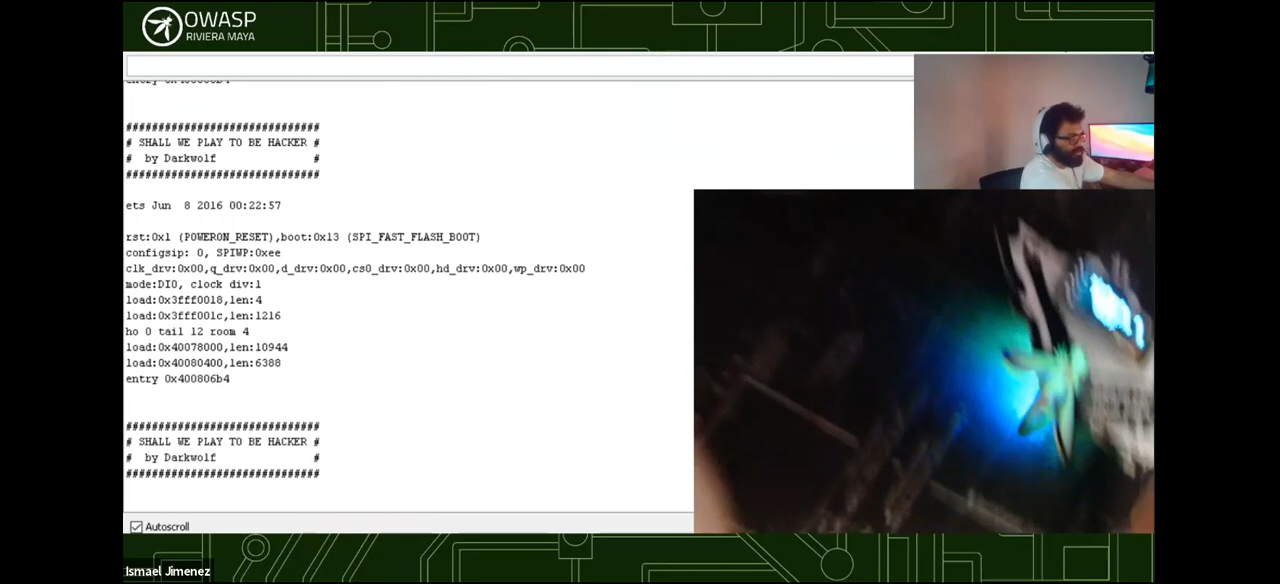 OWASP
RIVIERA MAYA
##############################
# SHALL WE PLAY TO BE HACKER #
#  by Darkwolf               #
##############################
ets Jun  8 2016 00:22:57
rst:0x1 (POWERON_RESET),boot:0x13 (SPI_FAST_FLASH_BOOT)
configsip: 0, SPIWP:0xee
clk_drv:0x00,q_drv:0x00,d_drv:0x00,cs0_drv:0x00,hd_drv:0x00,wp_drv:0x00
mode:DIO, clock div:1
load:0x3fff0018,len:4
load:0x3fff001c,len:1216
ho 0 tail 12 room 4
load:0x40078000,len:10944
load:0x40080400,len:6388
entry 0x400806b4
##############################
# SHALL WE PLAY TO BE HACKER #
#  by Darkwolf               #
##############################
Autoscroll
Ismael Jimenez